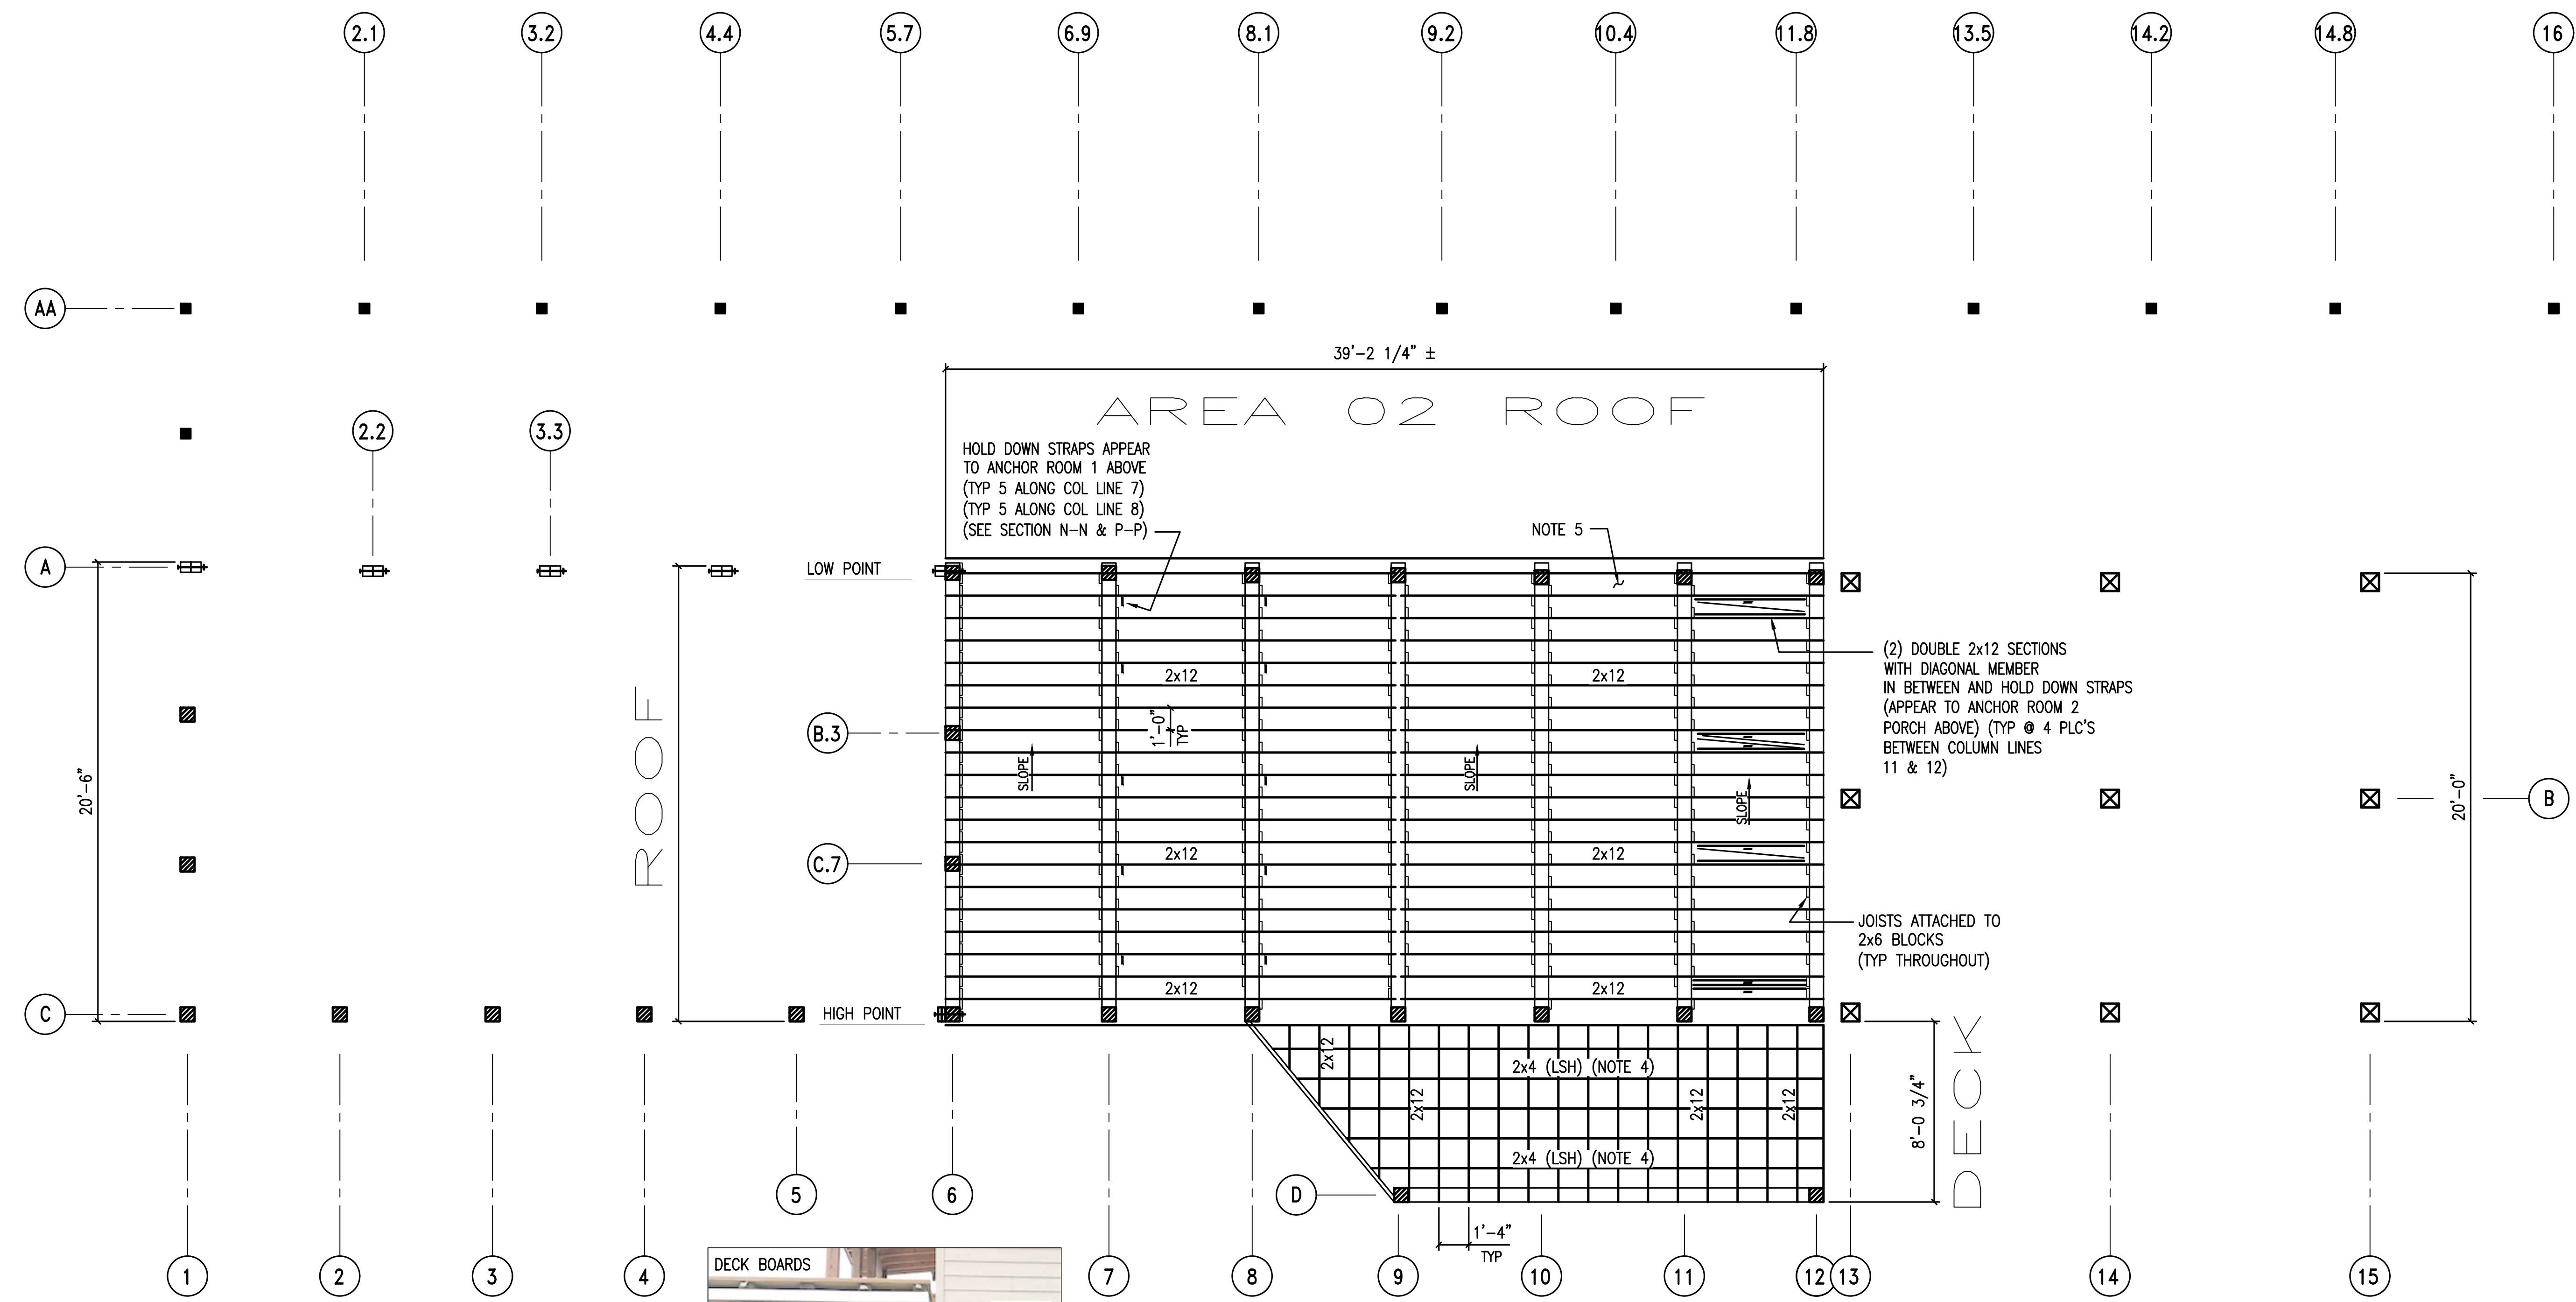 2.1
3.2
4.4
5.7
6.9
8.1
9.2
10.4
11.8
13.5
14.2
14.8
16
AA
39'-2 1/4" ±
AREA 02 ROOF
2.2
3.3
HOLD DOWN STRAPS APPEAR
TO ANCHOR ROOM 1 ABOVE
(TYP 5 ALONG COL LINE 7)
(TYP 5 ALONG COL LINE 8)
(SEE SECTION N-N & P-P)
NOTE 5
A
LOW POINT
(2) DOUBLE 2x12 SECTIONS
WITH DIAGONAL MEMBER
IN BETWEEN AND HOLD DOWN STRAPS
(APPEAR TO ANCHOR ROOM 2
PORCH ABOVE) (TYP @ 4 PLC'S
BETWEEN COLUMN LINES
11 & 12)
2x12
2x12
1'-0"
TYP
B.3
SLOPE
SLOPE
SLOPE
20'-6"
ROOF
20'-0"
B
C.7
2x12
2x12
JOISTS ATTACHED TO
2x6 BLOCKS
(TYP THROUGHOUT)
2x12
2x12
C
HIGH POINT
2x12
2x4 (LSH) (NOTE 4)
2x12
2x12
2x12
2x4 (LSH) (NOTE 4)
8'-0 3/4"
DECK
5
6
D
1'-4"
TYP
DECK BOARDS
1
2
3
4
7
8
9
10
11
12
13
14
15